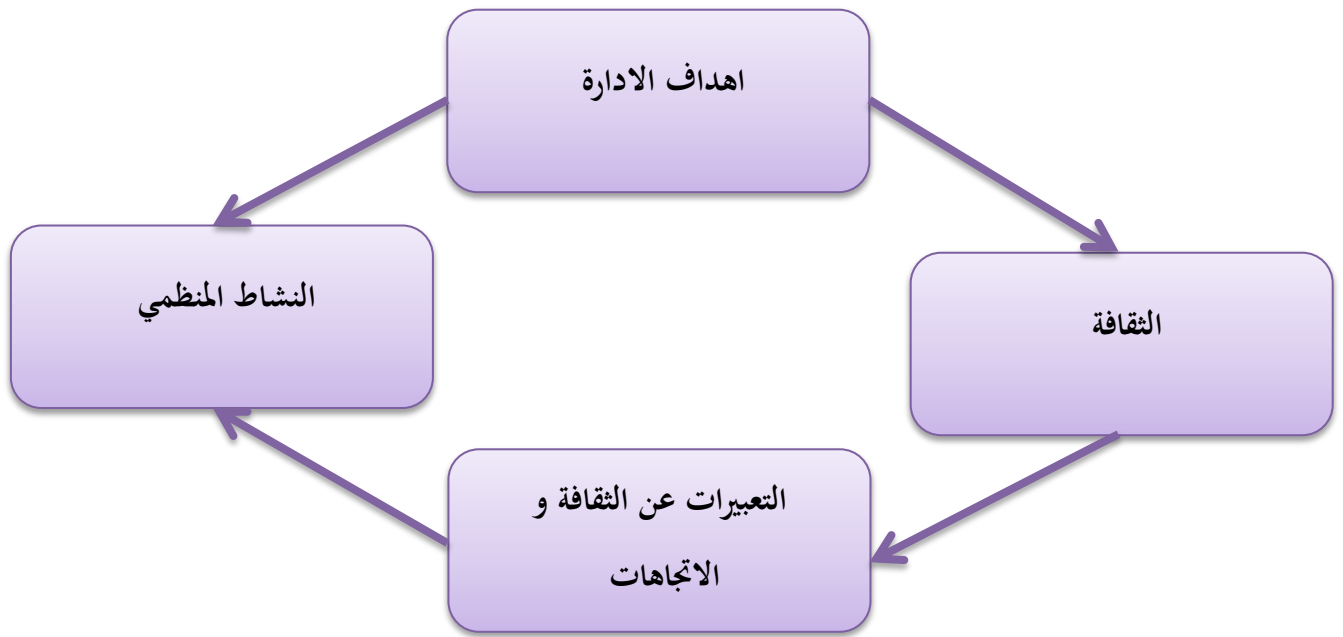 اهداف الادارة
الثقافة
النشاط المنظمي
التعبيرات عن الثقافة و
الاتجاهات